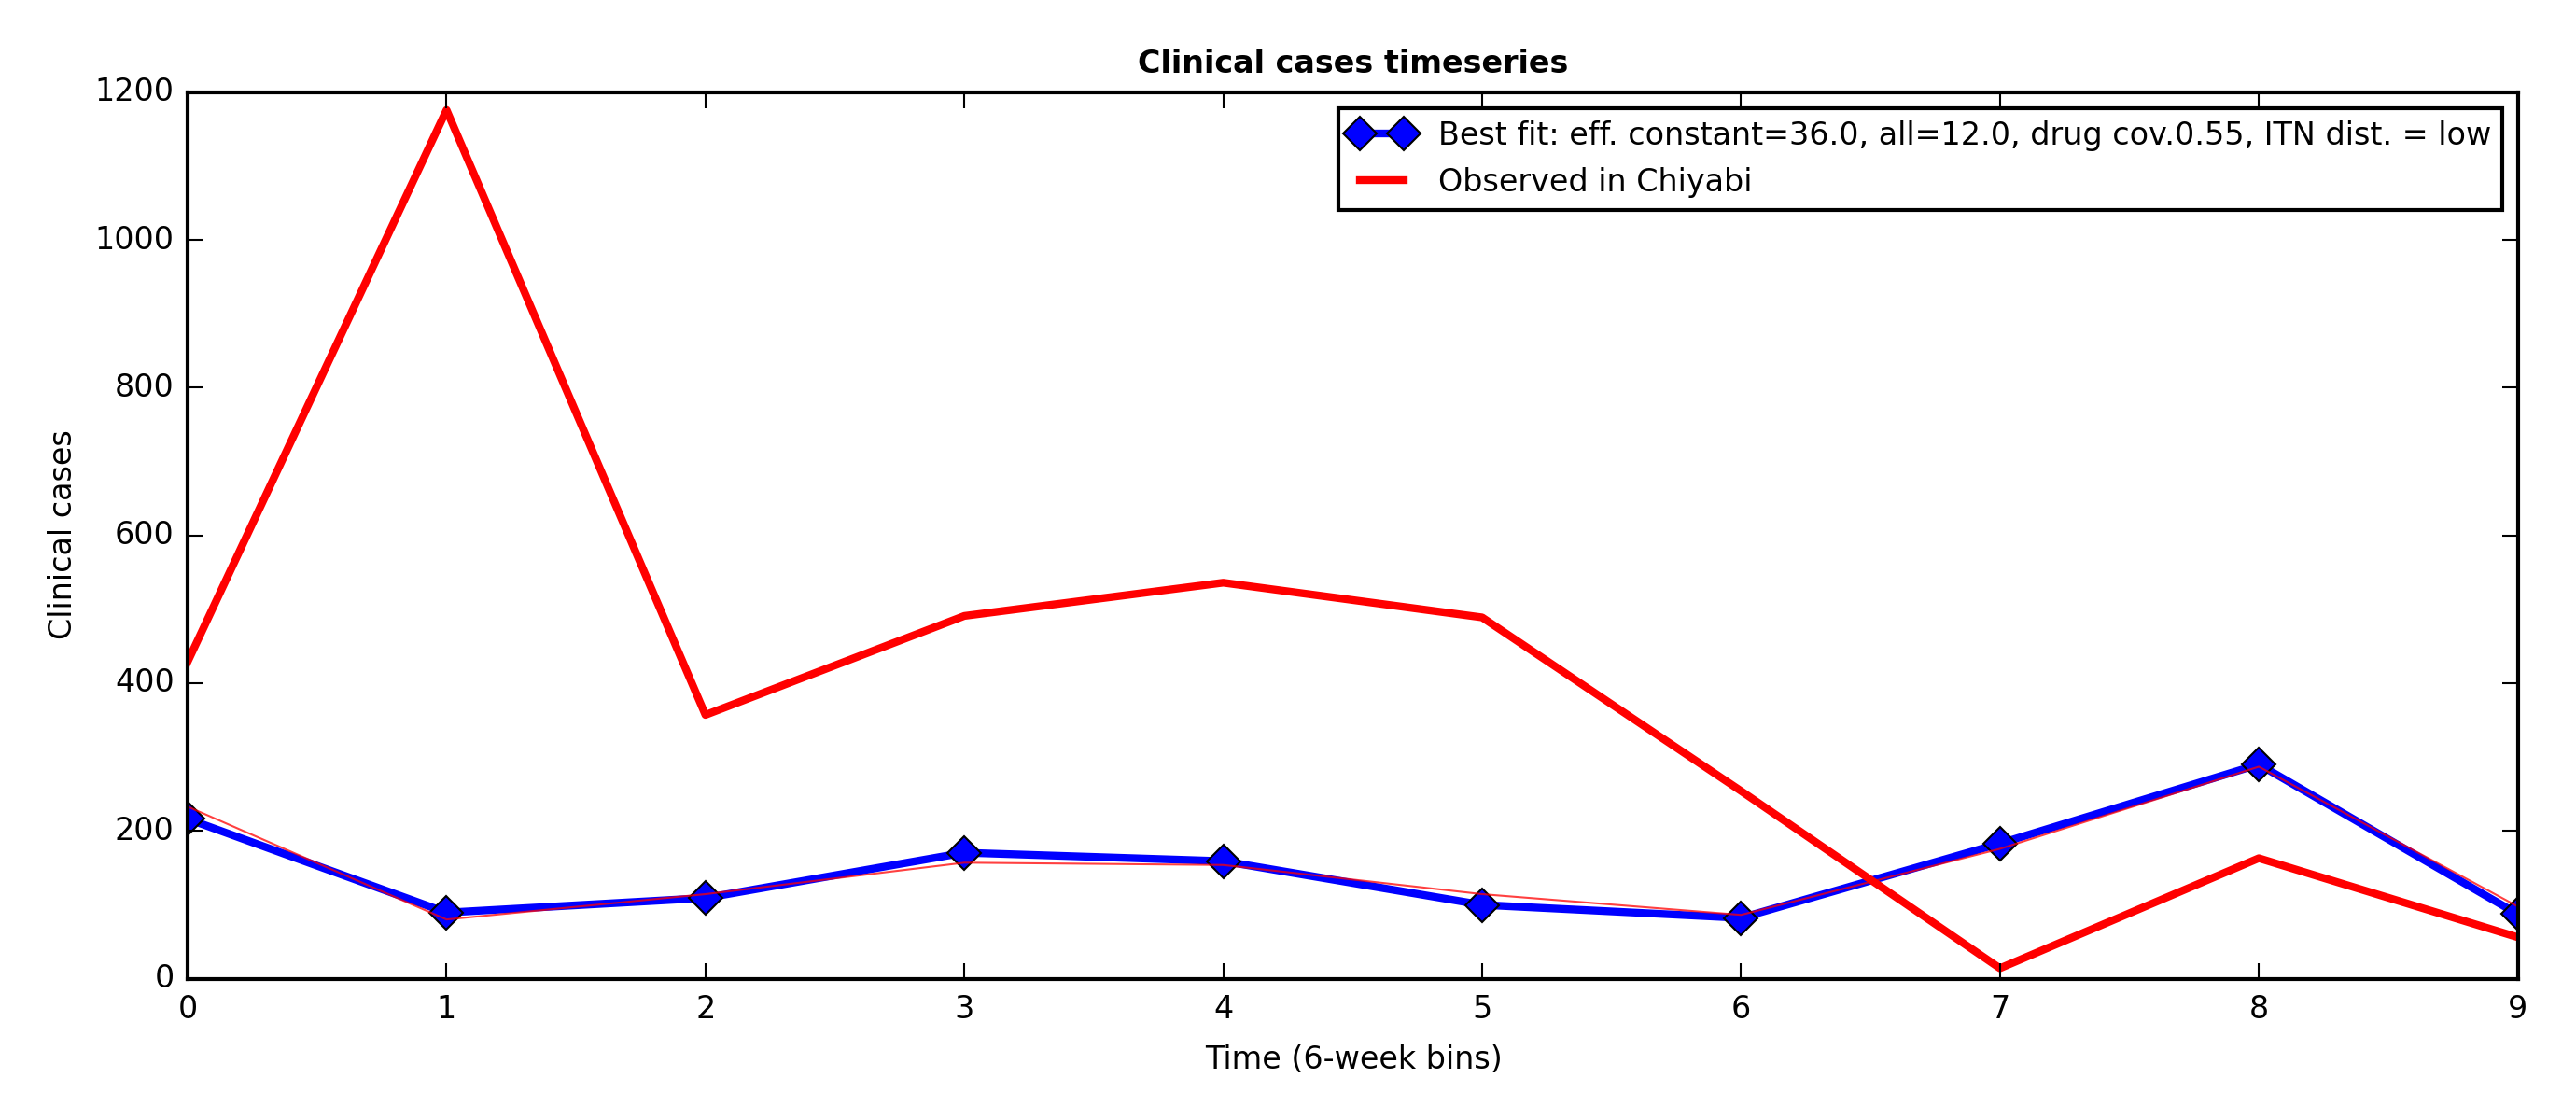 Clinical cases timeseries
1200
1000
800
600
400
200
0
Clinical cases
Best fit: eff. constant=36.0, all=12.0, drug cov.0.55, ITN dist. = low
Observed in Chiyabi
0 1 2 3 4 5 6 7 8 9
Time (6-week bins)